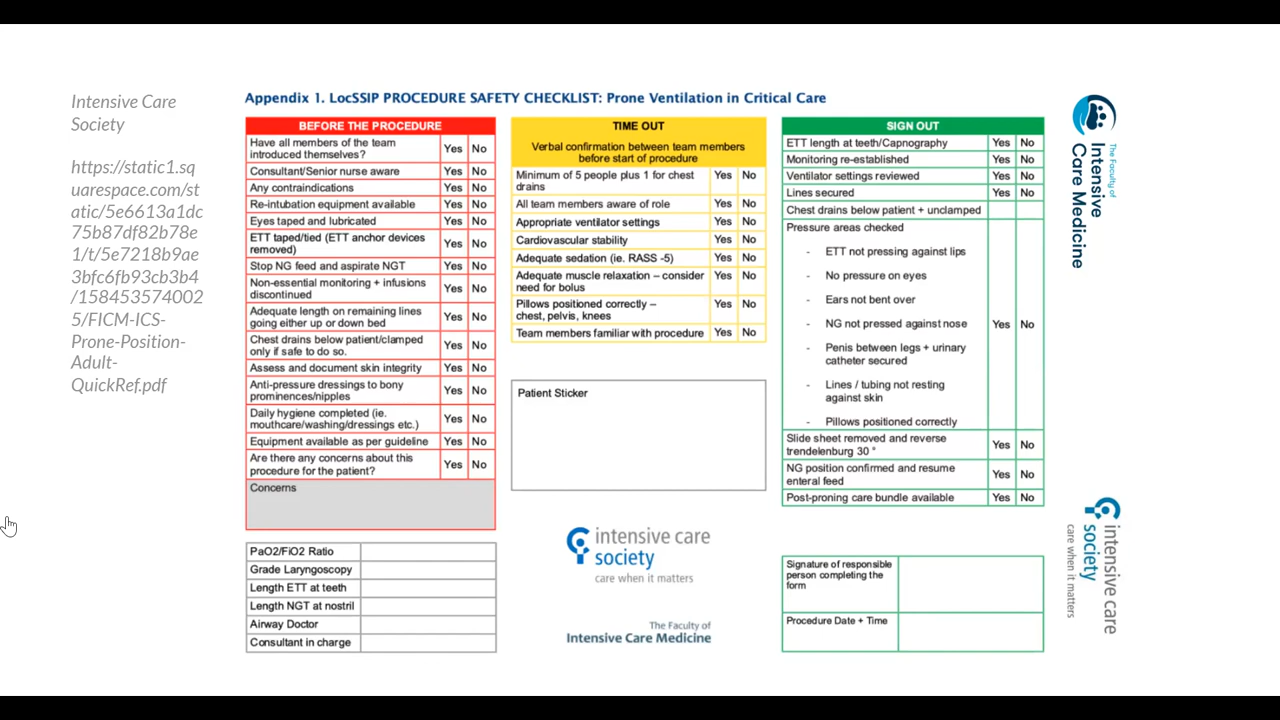 Intensive Care
Society
https://static1.sq
uarespace.com/st
atic/5e6613a1dc
75b87df82b78e
1/t/5e7218b9ae
3bfc6fb93cb3b4
/158453574002
5/FICM-ICS-
Prone-Position-
Adult-
QuickRef.pdf
Appendix 1. LocSSIP PROCEDURE SAFETY CHECKLIST: Prone Ventilation in Critical Care
BEFORE THE PROCEDURE
Have all members of the team
introduced themselves? Yes No
Consultant/Senior nurse aware Yes No
Any contraindications Yes No
Re-intubation equipment available Yes No
Eyes taped and lubricated Yes No
ETT taped/tied (ETT anchor devices
removed) Yes No
Stop NG feed and aspirate NGT Yes No
Non-essential monitoring + infusions
discontinued Yes No
Adequate length on remaining lines
going either up or down bed Yes No
Chest drains below patient/clamped
only if safe to do so. Yes No
Assess and document skin integrity Yes No
Anti-pressure dressings to bony
prominences/nipples Yes No
Daily hygiene completed (ie.
mouthcare/washing/dressings etc.) Yes No
Equipment available as per guideline Yes No
Are there any concerns about this
procedure for the patient? Yes No
Concerns
PaO2/FiO2 Ratio
Grade Laryngoscopy
Length ETT at teeth
Length NGT at nostril
Airway Doctor
Consultant in charge
TIME OUT
Verbal confirmation between team members
before start of procedure
Minimum of 5 people plus 1 for chest
drains Yes No
All team members aware of role Yes No
Appropriate ventilator settings Yes No
Cardiovascular stability Yes No
Adequate sedation (ie. RASS -5) Yes No
Adequate muscle relaxation – consider
need for bolus Yes No
Pillows positioned correctly –
chest, pelvis, knees Yes No
Team members familiar with procedure Yes No
Patient Sticker
intensive care
society
care when it matters
The Faculty of
Intensive Care Medicine
SIGN OUT
ETT length at teeth/Capnography Yes No
Monitoring re-established Yes No
Ventilator settings reviewed Yes No
Lines secured Yes No
Chest drains below patient + unclamped
Pressure areas checked
- ETT not pressing against lips
- No pressure on eyes
- Ears not bent over
- NG not pressed against nose Yes No
- Penis between legs + urinary
catheter secured
- Lines / tubing not resting
against skin
- Pillows positioned correctly
Slide sheet removed and reverse
trendelenburg 30 ° Yes No
NG position confirmed and resume
enteral feed Yes No
Post-proning care bundle available Yes No
Signature of responsible
person completing the
form
Procedure Date + Time
The Faculty of
Intensive
Care Medicine
intensive care
society
care when it matters